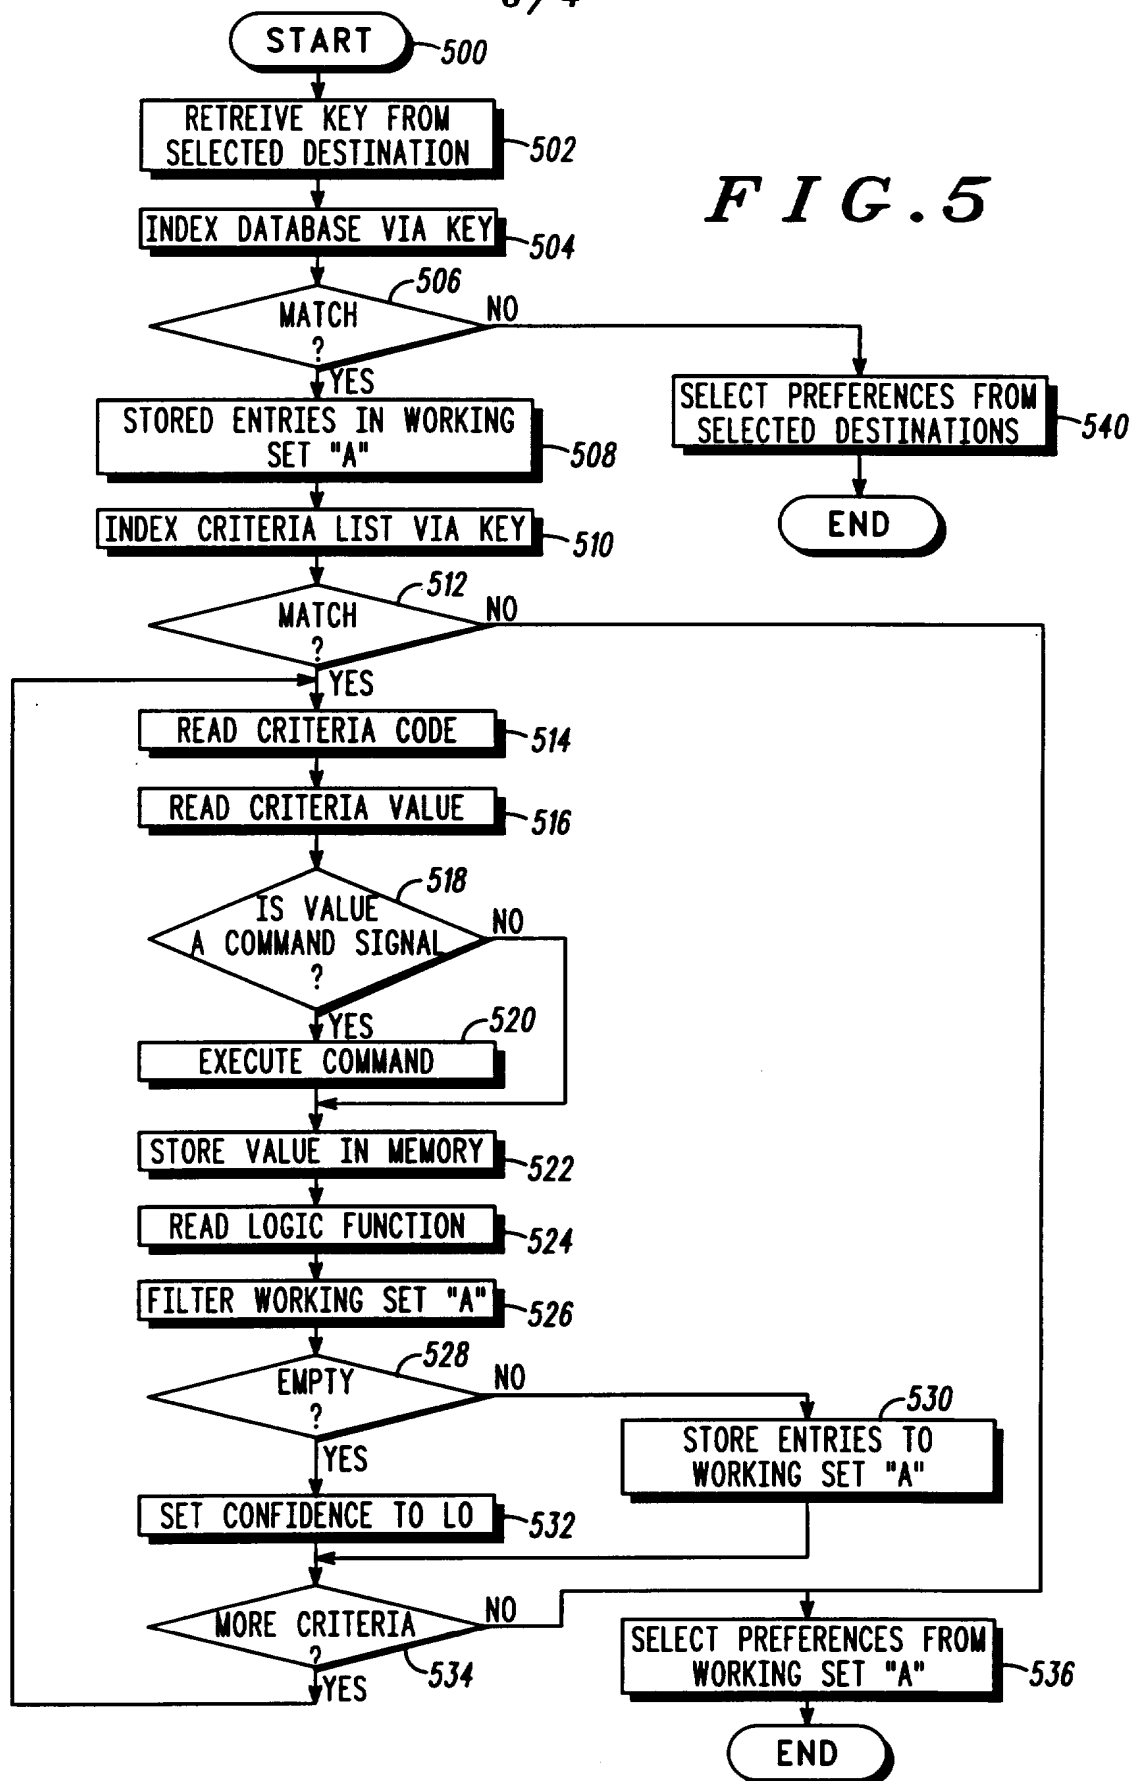 3/4
START
500
RETREIVE KEY FROM
SELECTED DESTINATION
502
FIG.5
INDEX DATABASE VIA KEY
504
506
MATCH
?
NO
YES
STORED ENTRIES IN WORKING
SET "A"
508
SELECT PREFERENCES FROM
SELECTED DESTINATIONS
540
END
INDEX CRITERIA LIST VIA KEY
510
512
MATCH
?
NO
YES
READ CRITERIA CODE
514
READ CRITERIA VALUE
516
518
IS VALUE
A COMMAND SIGNAL
?
NO
YES
520
EXECUTE COMMAND
STORE VALUE IN MEMORY
522
READ LOGIC FUNCTION
524
FILTER WORKING SET "A"
526
528
EMPTY
?
NO
YES
530
STORE ENTRIES TO
WORKING SET "A"
SET CONFIDENCE TO LO
532
MORE CRITERIA
?
NO
534
YES
SELECT PREFERENCES FROM
WORKING SET "A"
536
END